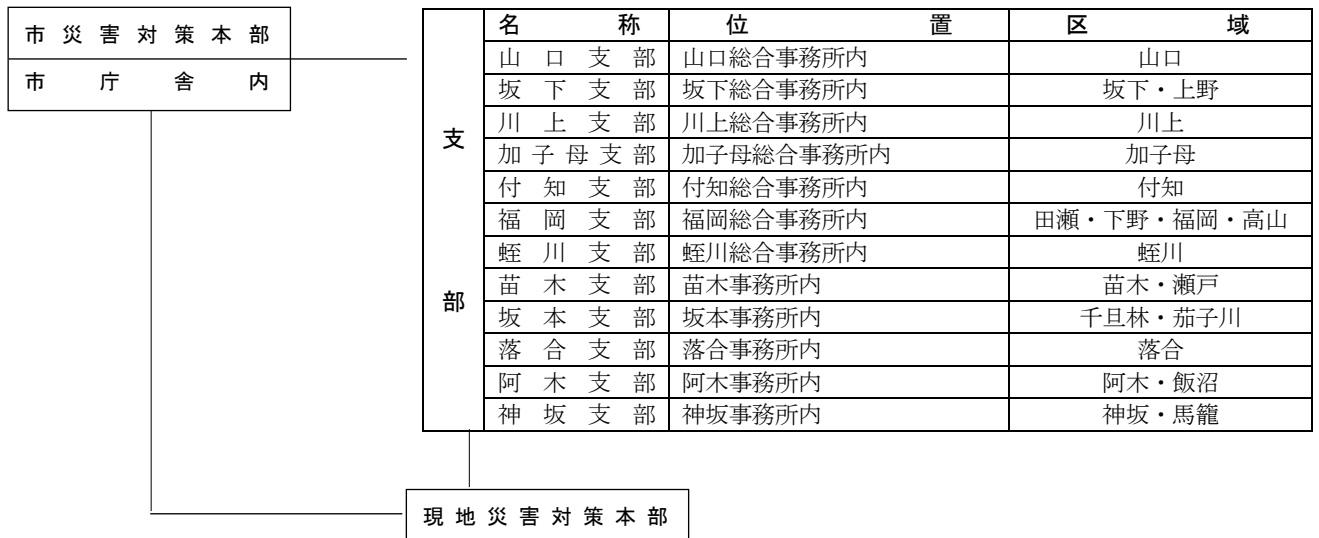 市災害対策本部
市庁舎内
支部
名称 位置 区域
山口支部 山口総合事務所内 山口
坂下支部 坂下総合事務所内 坂下・上野
川上支部 川上総合事務所内 川上
加子母支部 加子母総合事務所内 加子母
付知支部 付知総合事務所内 付知
福岡支部 福岡総合事務所内 田瀬・下野・福岡・高山
蛭川支部 蛭川総合事務所内 蛭川
苗木支部 苗木事務所内 苗木・瀬戸
坂本支部 坂本事務所内 千旦林・茄子川
落合支部 落合事務所内 落合
阿木支部 阿木事務所内 阿木・飯沼
神坂支部 神坂事務所内 神坂・馬籠
現地災害対策本部